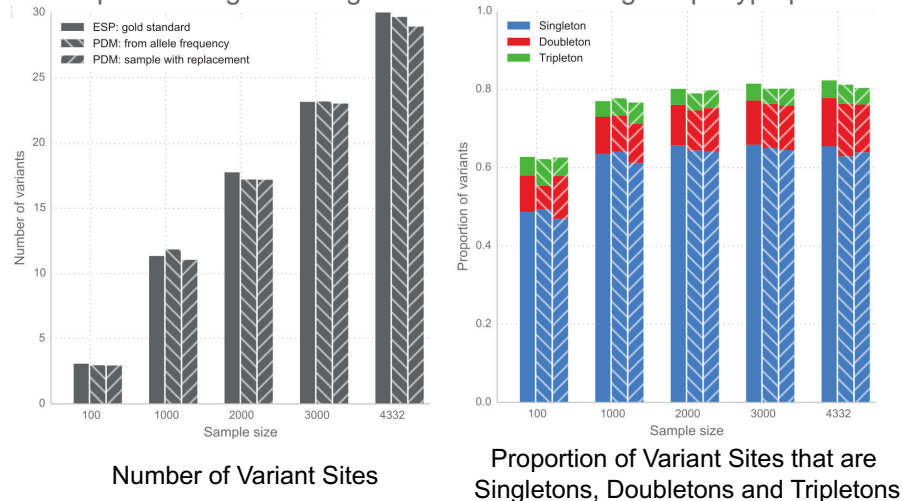 ESP: gold standard
PDM: from allele frequency
PDM: sample with replacement
30
25
20
15
10
5
0
Number of variants
100 1000 2000 3000 4332
Sample size
Number of Variant Sites
Singleton
Doubleton
Tripleton
1.0
0.8
0.6
0.4
0.2
0.0
Proportion of variants
100 1000 2000 3000 4332
Sample size
Proportion of Variant Sites that are
Singletons, Doubletons and Tripletons